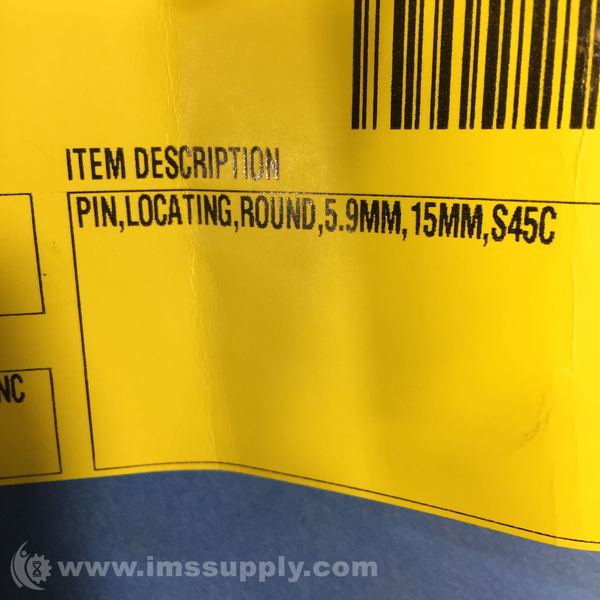 ITEM DESCRIPTION
PIN,LOCATING,ROUND,5.9MM,15MM,S45C
NC
www.imssupply.com